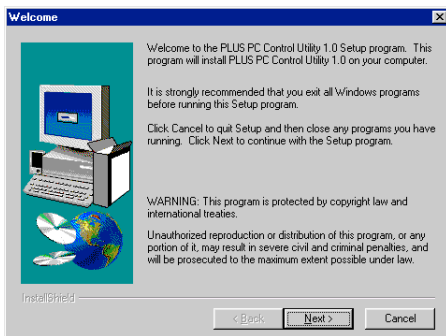 Welcome
Welcome to the PLUS PC Control Utility 1.0 Setup program. This
program will install PLUS PC Control Utility 1.0 on your computer.
It is strongly recommended that you exit all Windows programs
before running this Setup program.
Click Cancel to quit Setup and then close any programs you have
running. Click Next to continue with the Setup program.
WARNING: This program is protected by copyright law and
international treaties.
Unauthorized reproduction or distribution of this program, or any
portion of it, may result in severe civil and criminal penalties, and
will be prosecuted to the maximum extent possible under law.
InstallShield
< Back Next > Cancel